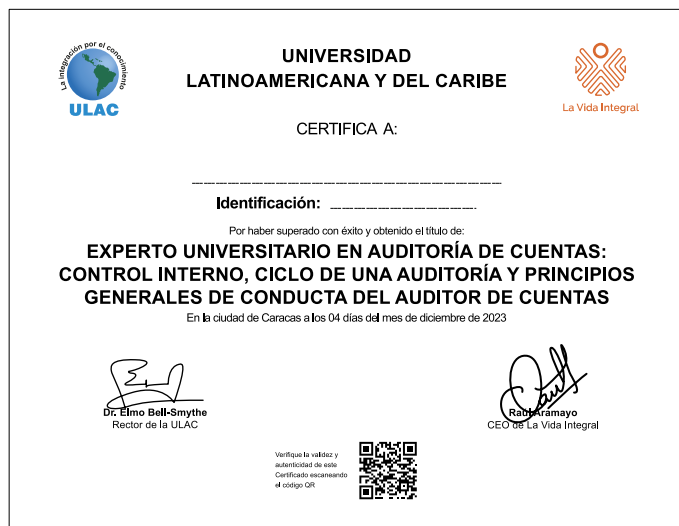 La integración por el conocimiento
ULAC
UNIVERSIDAD
LATINOAMERICANA Y DEL CARIBE
La Vida Integral
CERTIFICA A:
Identificación:
Por haber superado con éxito y obtenido el título de:
EXPERTO UNIVERSITARIO EN AUDITORÍA DE CUENTAS:
CONTROL INTERNO, CICLO DE UNA AUDITORÍA Y PRINCIPIOS
GENERALES DE CONDUCTA DEL AUDITOR DE CUENTAS
En la ciudad de Caracas a los 04 días del mes de diciembre de 2023
Dr. Elmo Bell-Smythe
Rector de la ULAC
Raúl Aramayo
CEO de La Vida Integral
Verifique la validez y
autenticidad de este
Certificado escaneando
el código QR